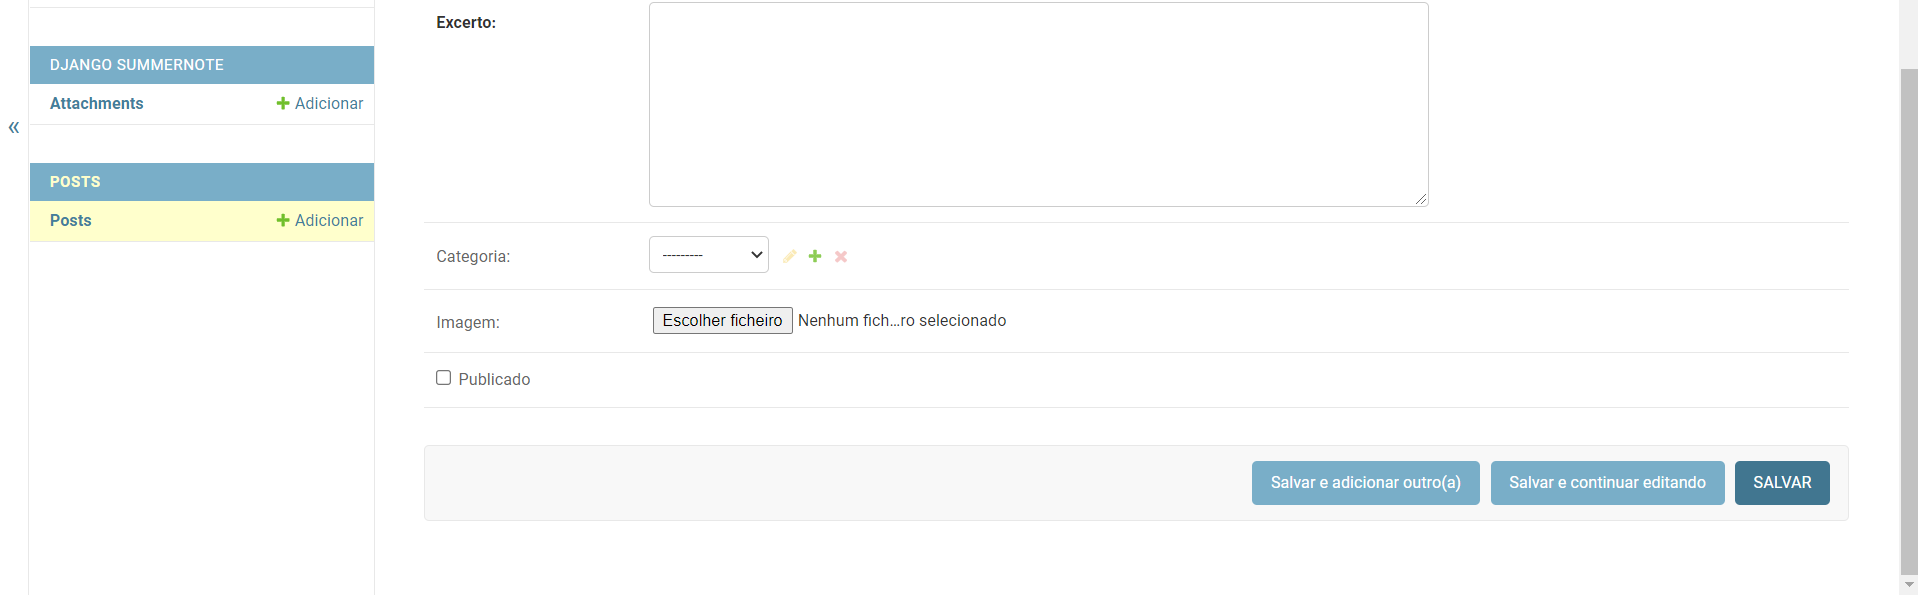 Excerto:
DJANGO SUMMERNOTE
Attachments Adicionar
«
POSTS
Posts Adicionar
Categoria: ---------
Imagem: Escolher ficheiro Nenhum fich...ro selecionado
Publicado
Salvar e adicionar outro(a) Salvar e continuar editando SALVAR